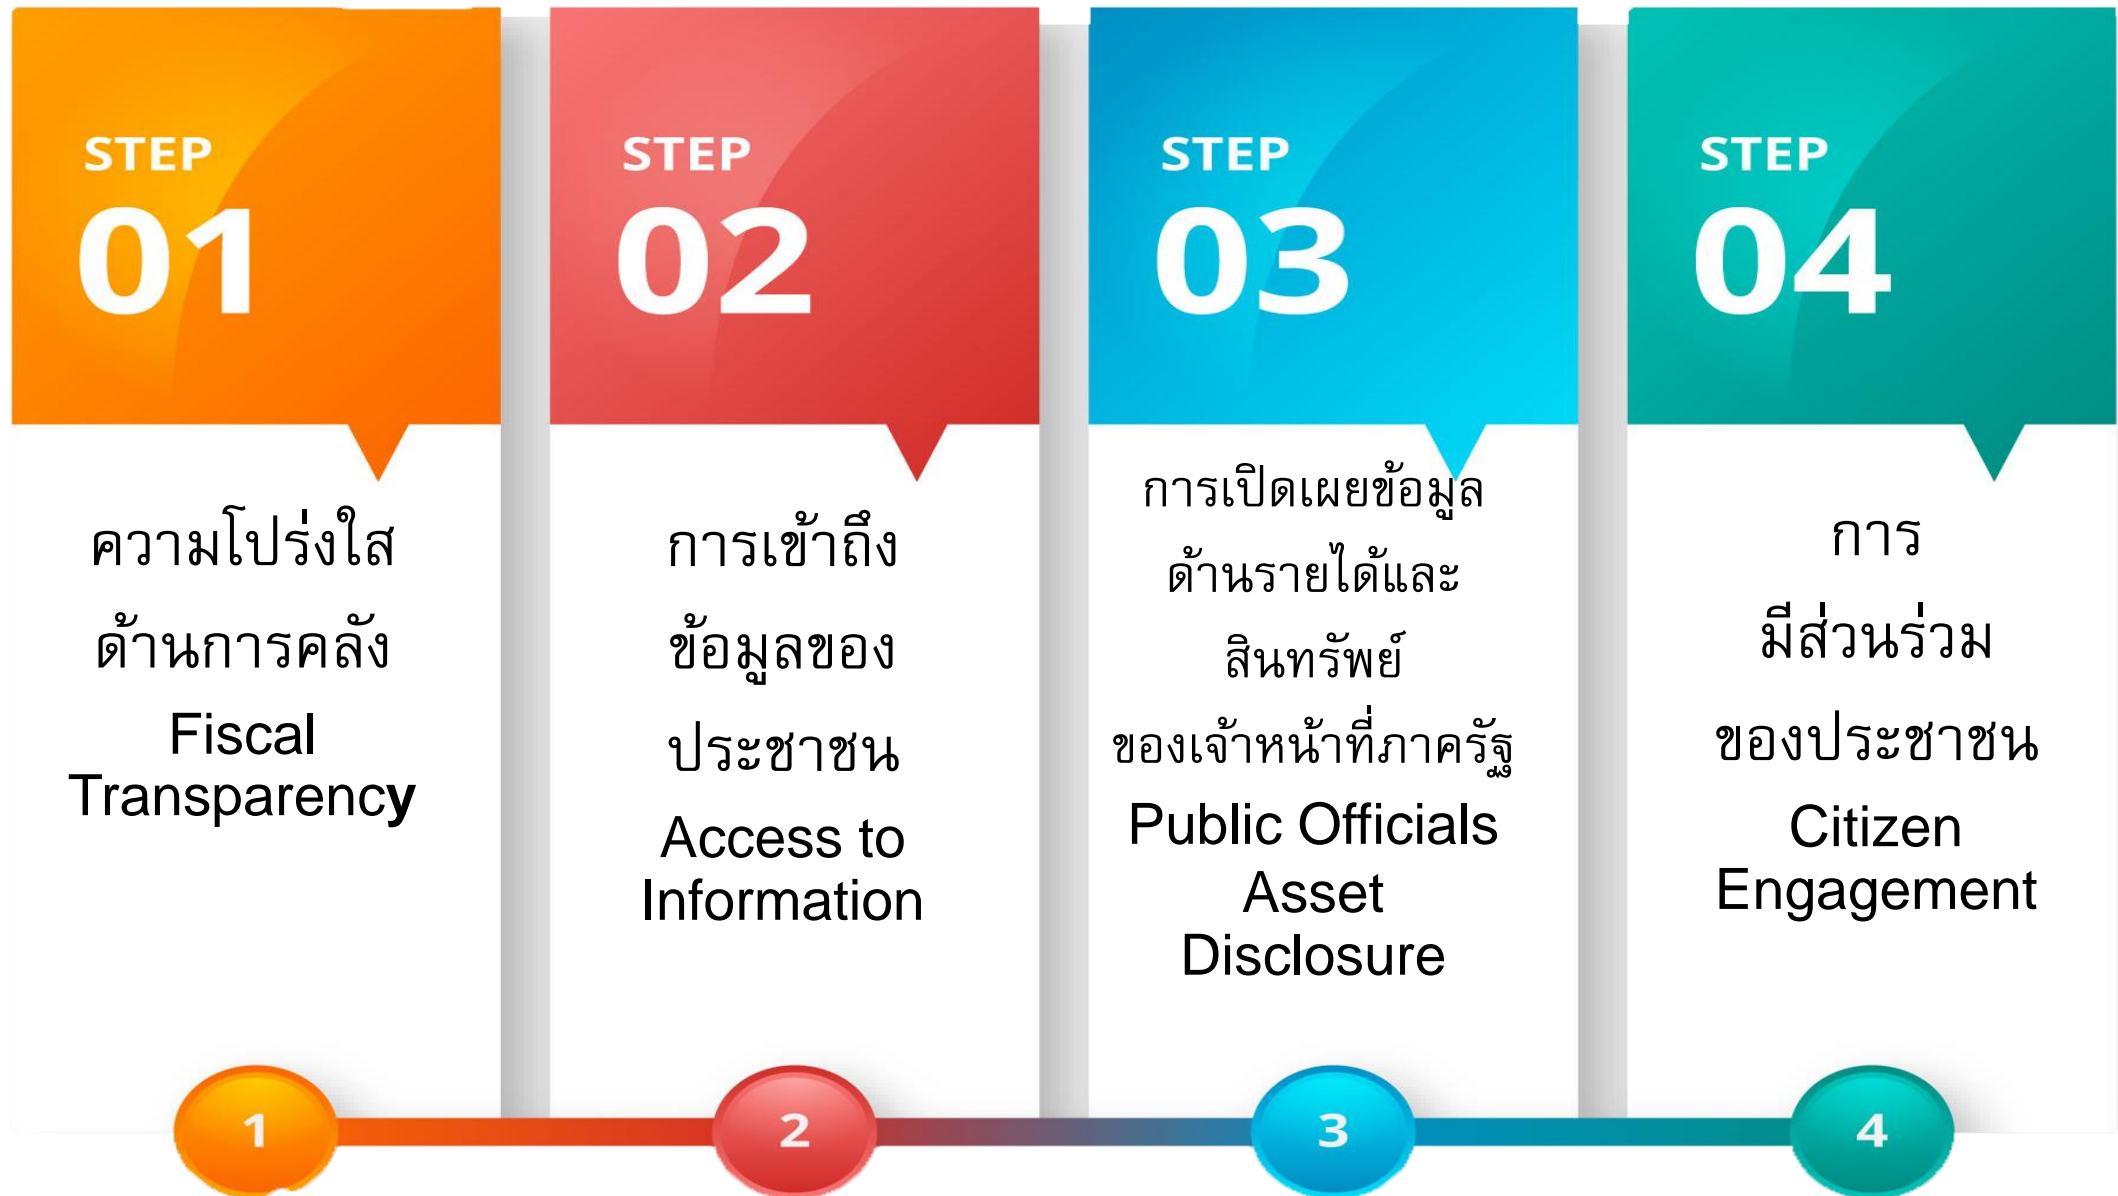 STEP
01
ความโปร่งใส
ด้านการคลัง
Fiscal
Transparency
1
STEP
02
การเข้าถึง
ข้อมูลของ
ประชาชน
Access to
Information
2
STEP
03
การเปิดเผยข้อมูล
ด้านรายได้และ
สินทรัพย์
ของเจ้าหน้าที่ภาครัฐ
Public Officials
Asset
Disclosure
3
STEP
04
การ
มีส่วนร่วม
ของประชาชน
Citizen
Engagement
4